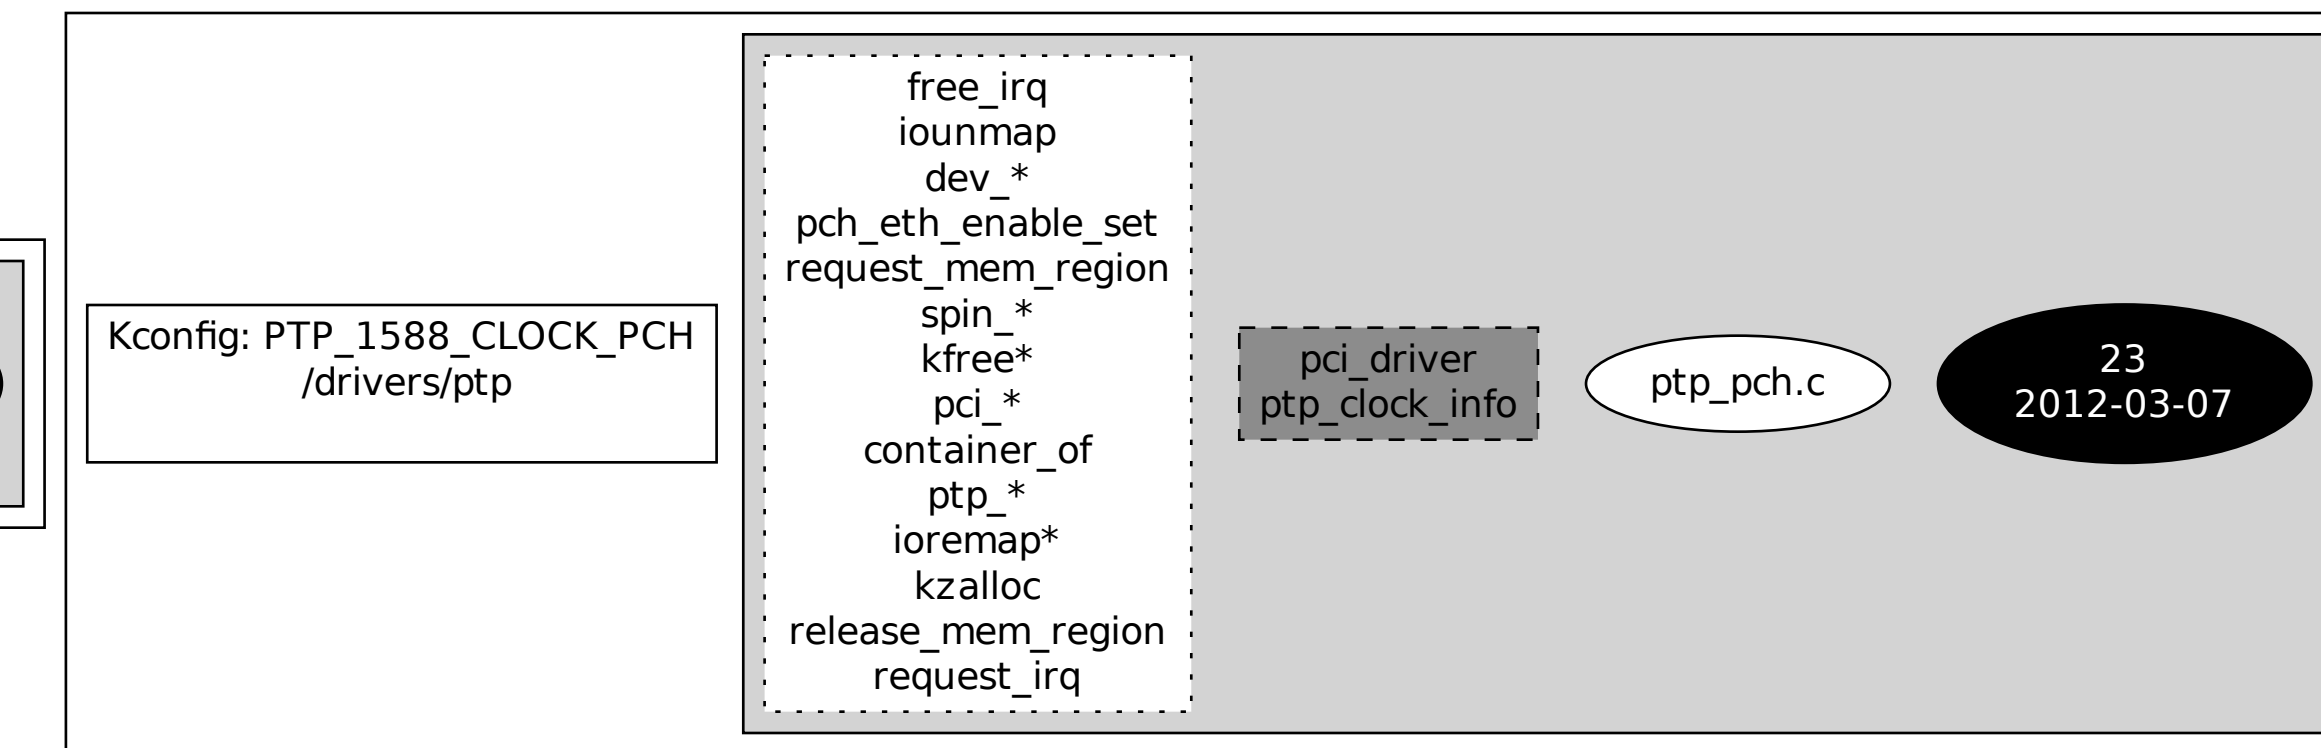 Kconfig: PTP_1588_CLOCK_PCH
/drivers/ptp
free_irq
iounmap
dev_*
pch_eth_enable_set
request_mem_region
spin_*
kfree*
pci_*
container_of
ptp_*
ioremap*
kzalloc
release_mem_region
request_irq
pci_driver
ptp_clock_info
ptp_pch.c
23
2012-03-07